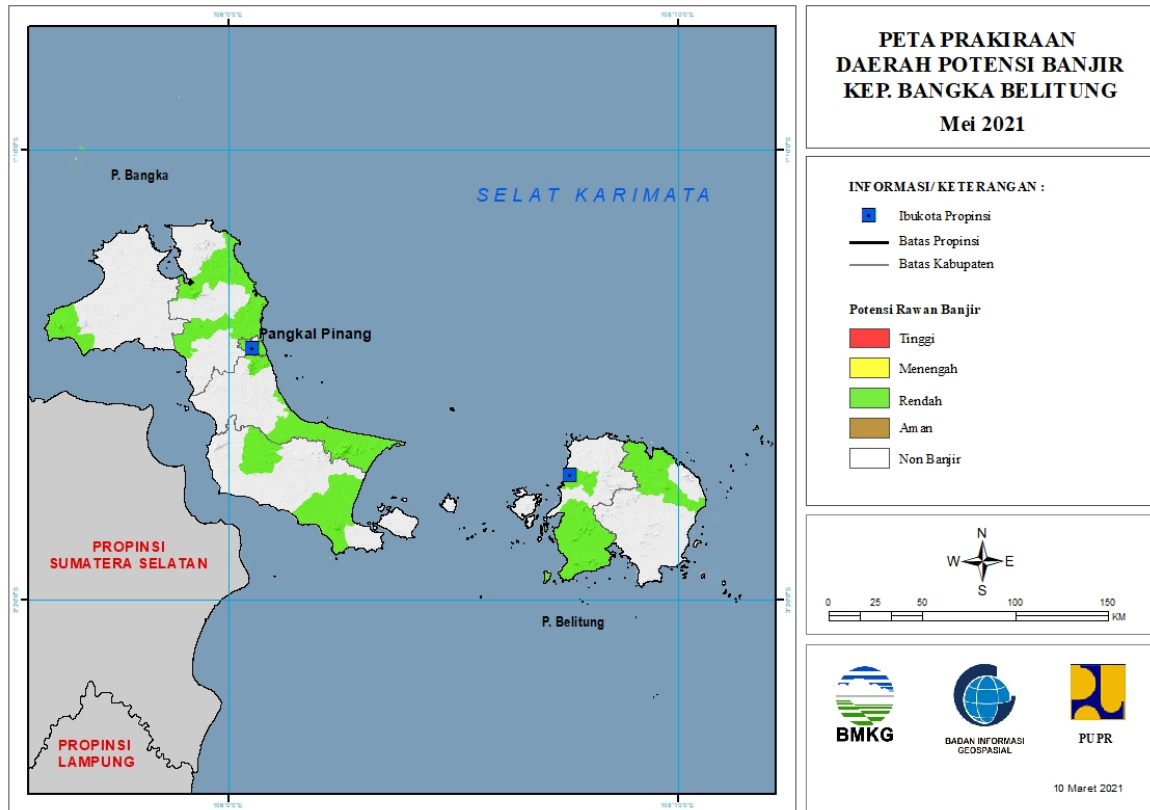 PETA PRAKIRAAN
DAERAH POTENSI BANJIR
KEP. BANGKA BELITUNG
Mei 2021
P. Bangka
SELAT KARIMATA
Pangkal Pinang
PROPINSI
SUMATERA SELATAN
P. Belitung
PROPINSI
LAMPUNG
INFORMASI/ KETERANGAN :
Ibukota Propinsi
Batas Propinsi
Batas Kabupaten
Potensi Rawan Banjir
Tinggi
Menengah
Rendah
Aman
Non Banjir
N
W E
S
0 25 50 100 150
KM
BMKG
BADAN INFORMASI
GEOSPASIAL
PUPR
10 Maret 2021